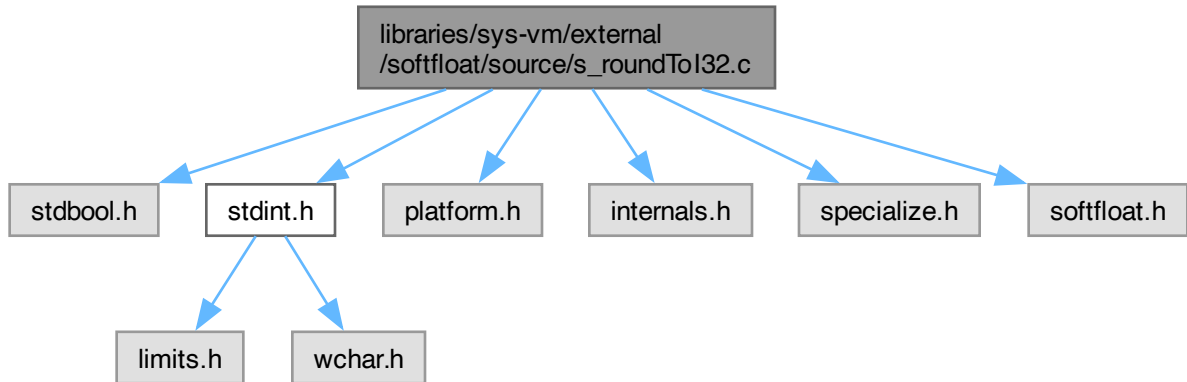 libraries/sys-vm/external
/softfloat/source/s_roundToI32.c
stdbool.h
stdint.h
platform.h
internals.h
specialize.h
softfloat.h
limits.h
wchar.h